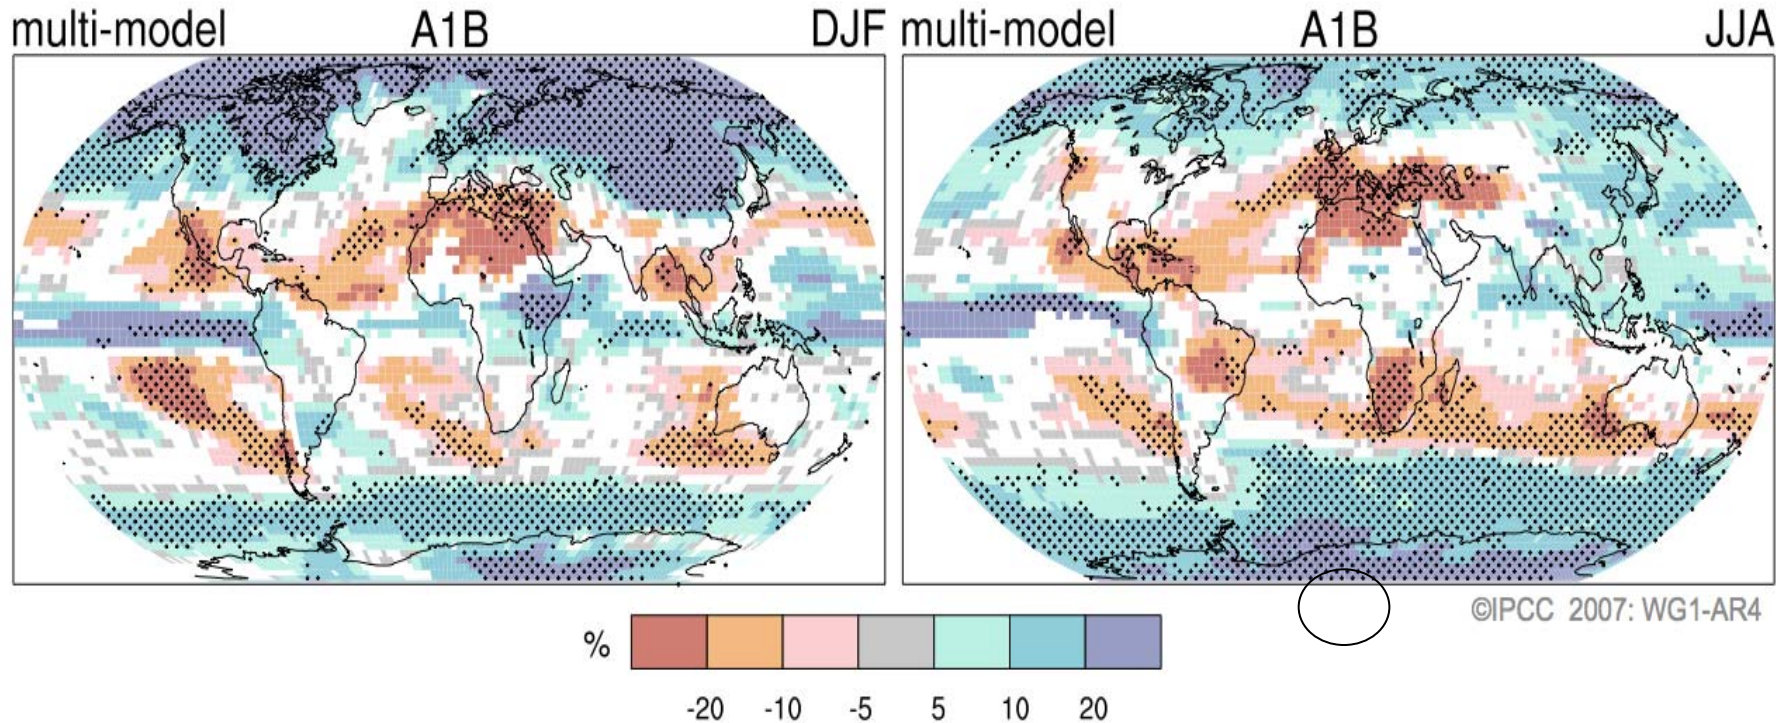 multi-model A1B DJF
multi-model A1B JJA
©IPCC 2007: WG1-AR4
%
-20 -10 -5 5 10 20